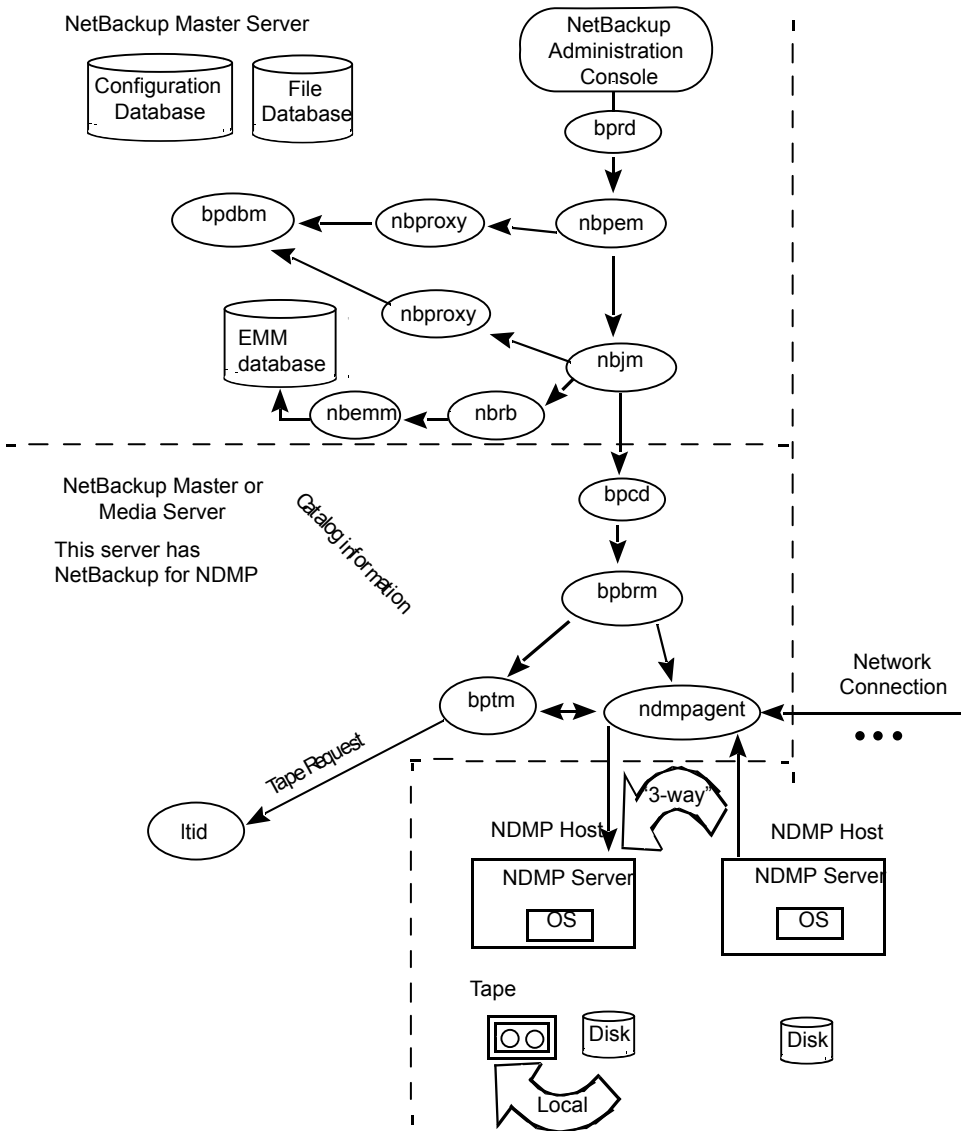 NetBackup Master Server
NetBackup
Administration
Console
Configuration
Database
File
Database
bprd
bpdbm
nbproxy
nbpem
nbproxy
EMM
database
nbjm
nbemm
nbrb
NetBackup Master or
Media Server
This server has
NetBackup for NDMP
Catalog information
bpcd
bpbrm
Network
Connection
bptm
ndmpagent
Tape Request
ltid
“3-way”
NDMP Host
NDMP Host
NDMP Server
OS
NDMP Server
OS
Tape
Disk
Disk
Local